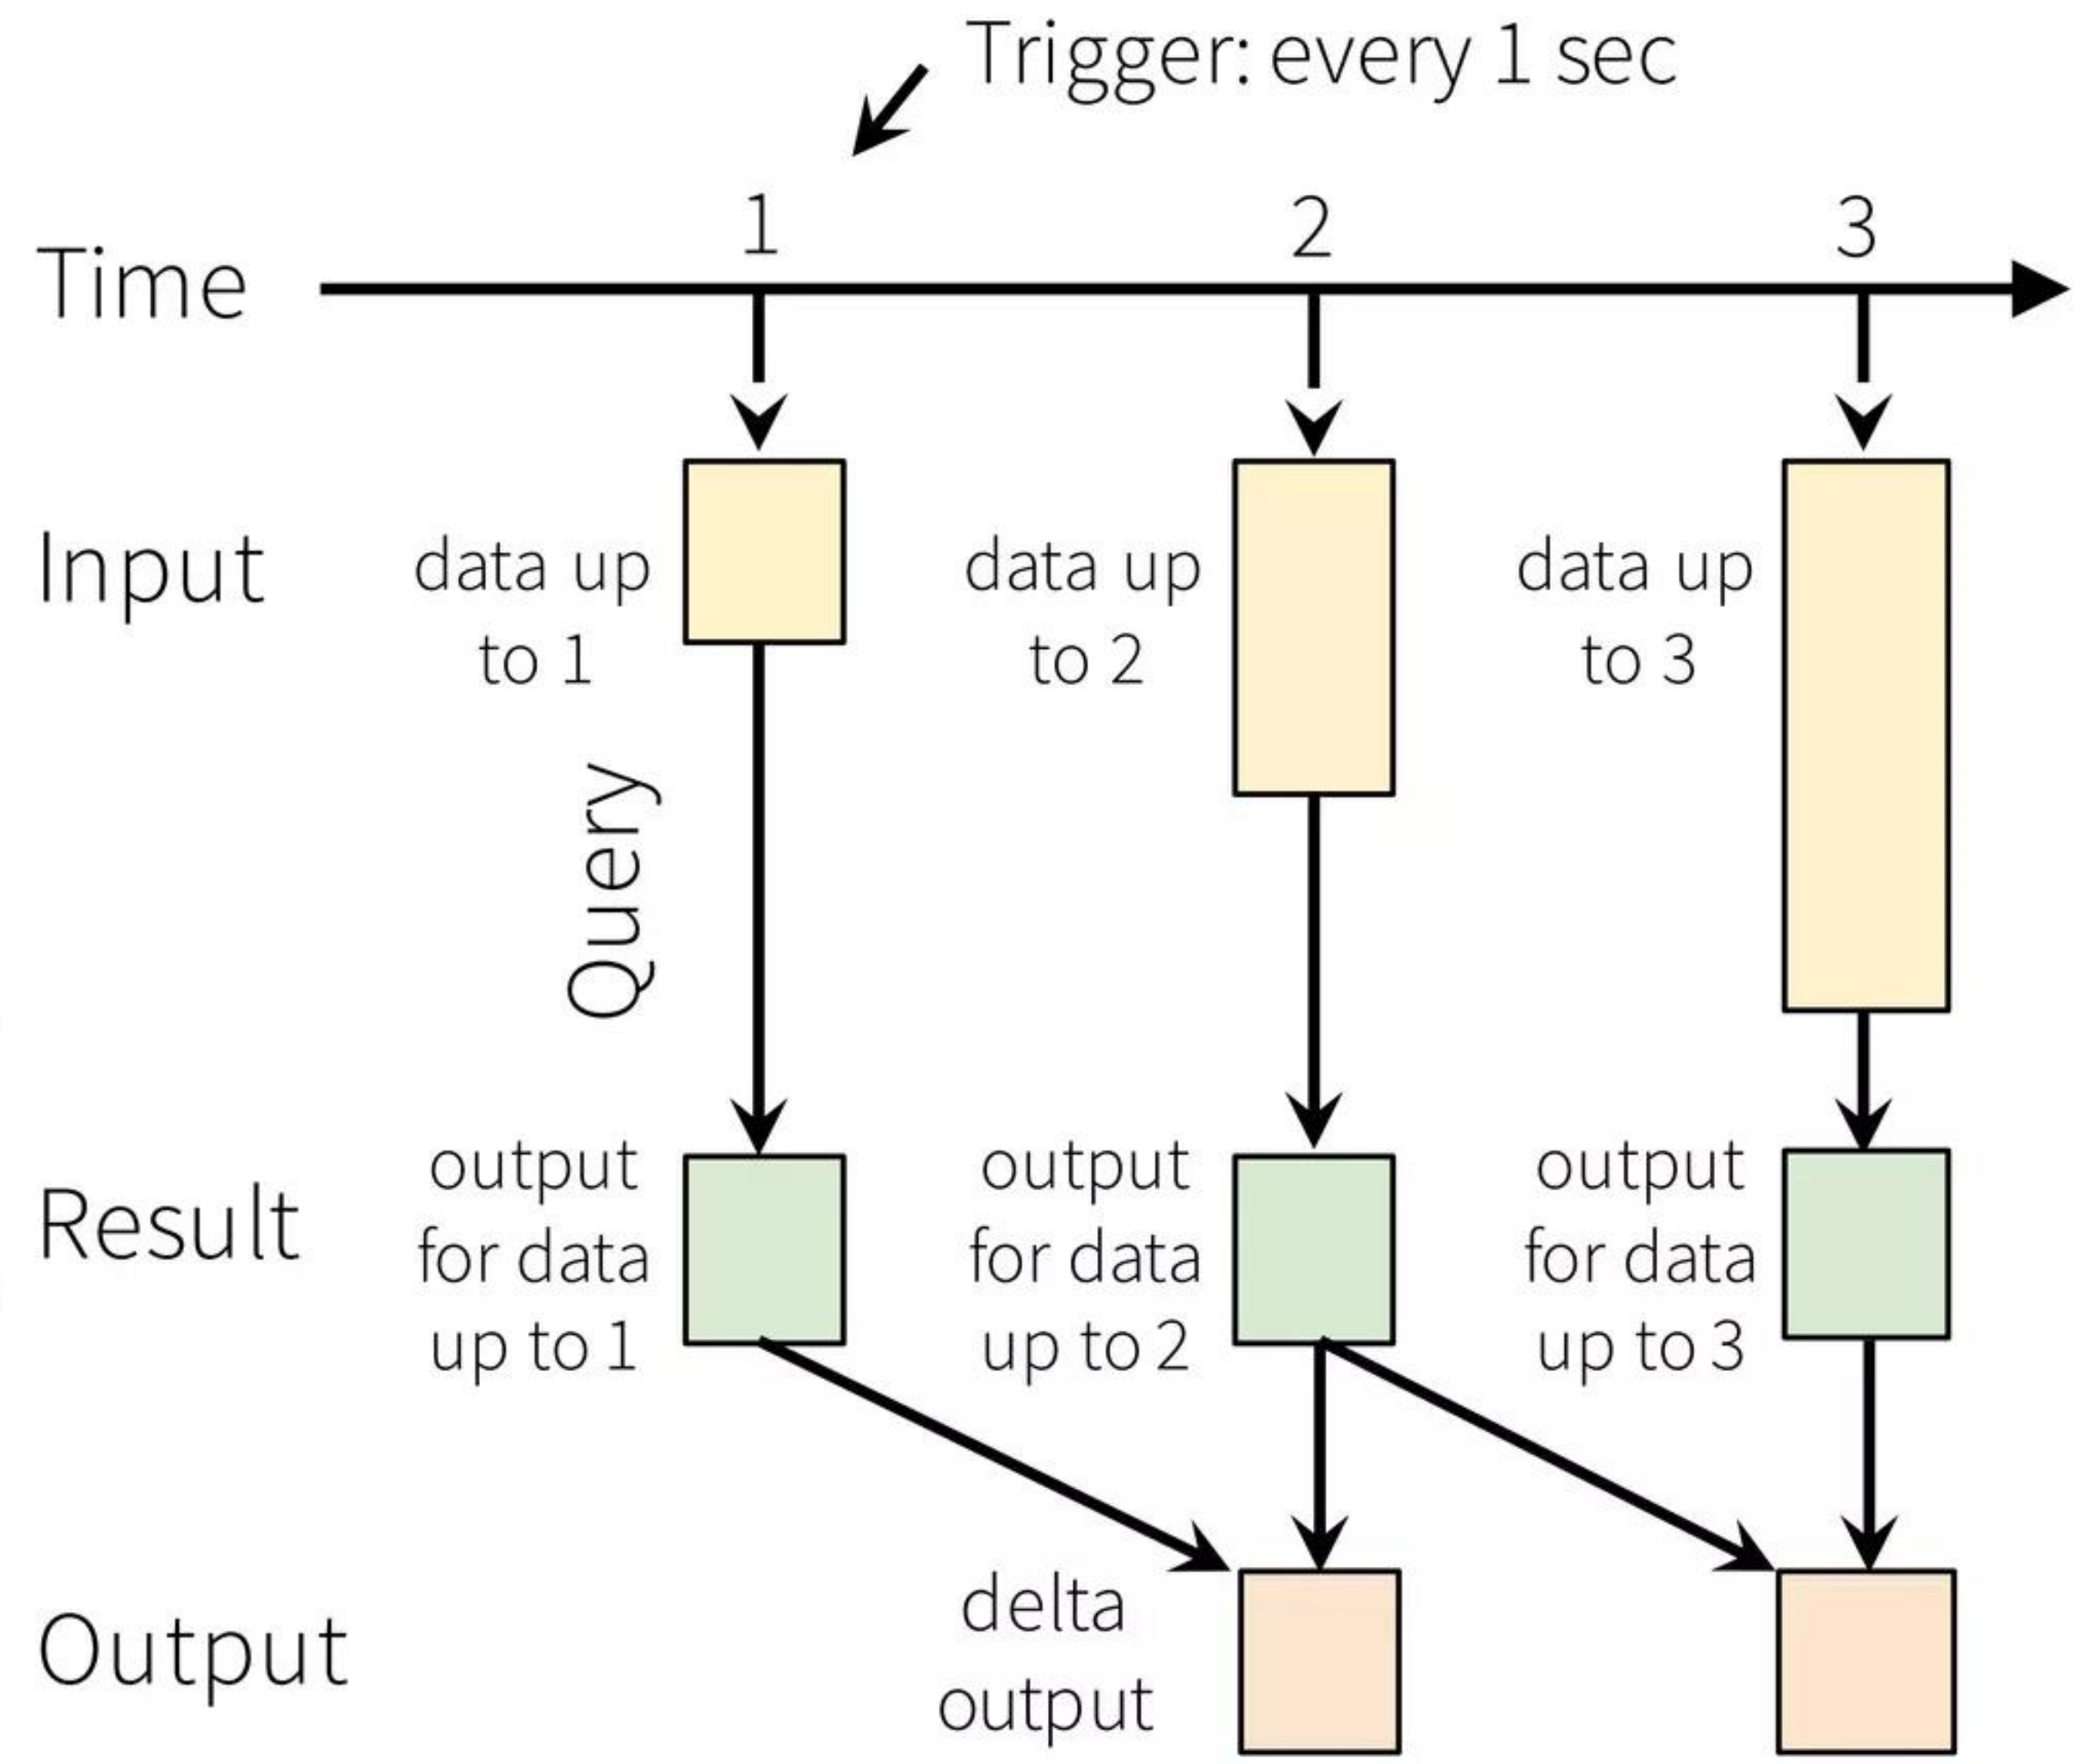 Trigger: every 1 sec
1
2
3
Time
Input
data up
to 1
data up
to 2
data up
to 3
Query
Result
output
for data
up to 1
output
for data
up to 2
output
for data
up to 3
Output
delta
output